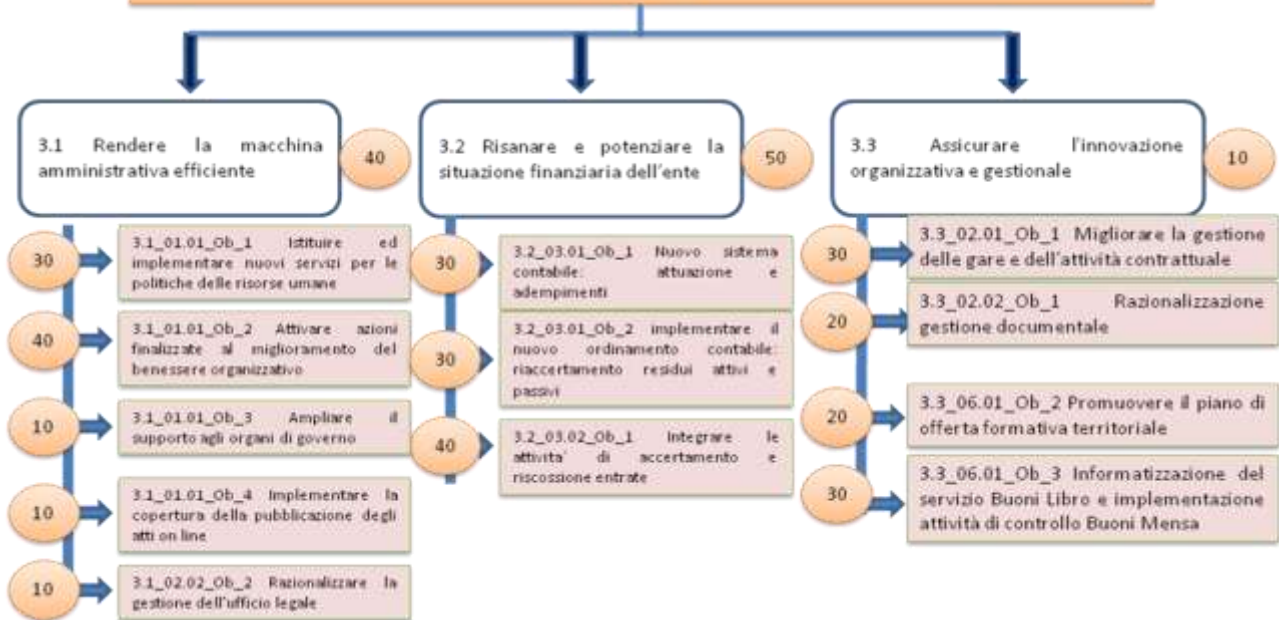 3.1 Rendere la macchina
amministrativa efficiente
40
30
3.1_01.01_Ob_1 Istituire ed
implementare nuovi servizi per le
politiche delle risorse umane
40
3.1_01.01_Ob_2 Attivare azioni
finalizzate al miglioramento del
benessere organizzativo
10
3.1_01.01_Ob_3 Ampliare il
supporto agli organi di governo
10
3.1_01.01_Ob_4 Implementare la
copertura della pubblicazione degli
atti on line
10
3.1_02.02_Ob_2 Razionalizzare la
gestione dell'ufficio legale
3.2 Risanare e potenziare la
situazione finanziaria dell'ente
50
30
3.2_03.01_Ob_1 Nuovo sistema
contabile: attuazione e
adempimenti
30
3.2_03.01_Ob_2 implementare il
nuovo ordinamento contabile:
riaccertamento residui attivi e
passivi
40
3.2_03.02_Ob_1 Integrare le
attivita' di accertamento e
riscossione entrate
3.3 Assicurare l'innovazione
organizzativa e gestionale
10
30
3.3_02.01_Ob_1 Migliorare la gestione
delle gare e dell'attività contrattuale
20
3.3_02.02_Ob_1 Razionalizzazione
gestione documentale
20
3.3_06.01_Ob_2 Promuovere il piano di
offerta formativa territoriale
30
3.3_06.01_Ob_3 Informatizzazione del
servizio Buoni Libro e implementazione
attività di controllo Buoni Mensa